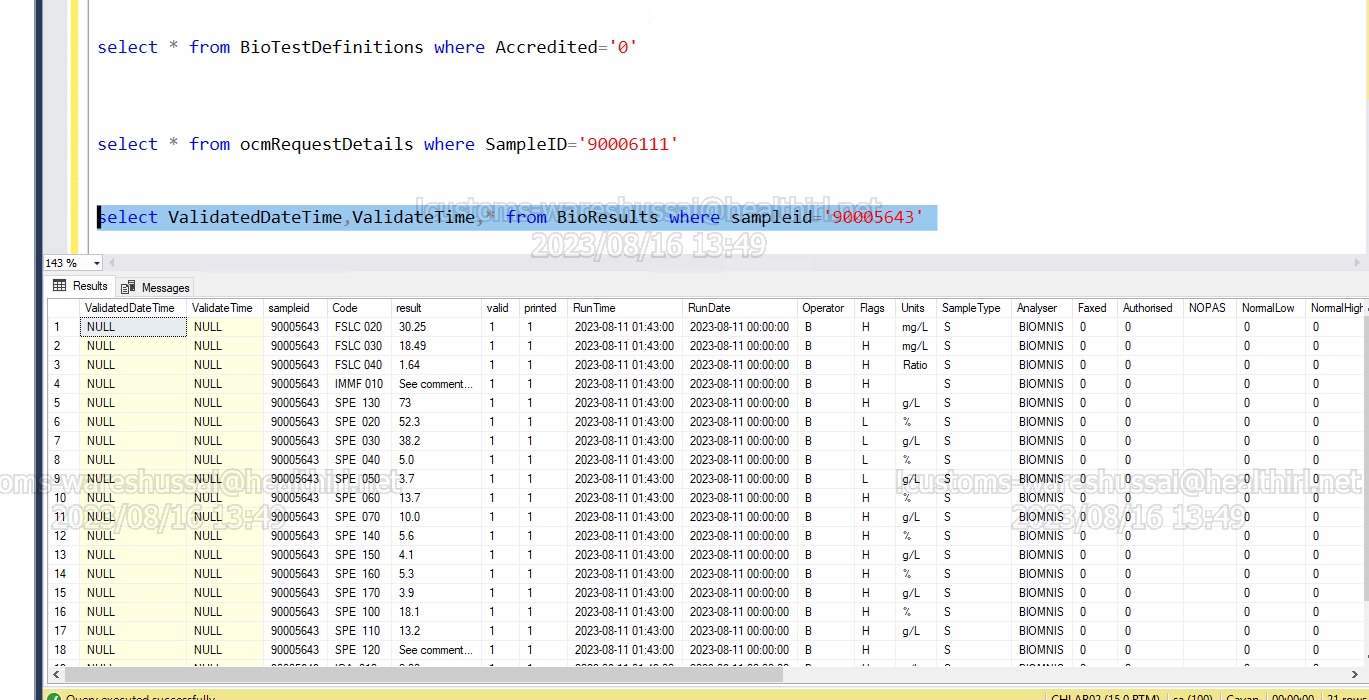 select * from BioTestDefinitions where Accredited='0'
select * from ocmRequestDetails where SampleID='90006111'
select ValidatedDateTime,ValidateTime,* from BioResults where sampleid='90005643'
customs-wareshussai@healthirl.net
2023/08/16 13:49
143 %
Results Messages
ValidatedDateTime ValidateTime sampleid Code result valid printed RunTime RunDate Operator Flags Units SampleType Analyser Faxed Authorised NOPAS NormalLow NormalHigh
1 NULL NULL 90005643 FSLC 020 30.25 1 1 2023-08-11 01:43:00 2023-08-11 00:00:00 B H mg/L S BIOMNIS 0 0 0 0
2 NULL NULL 90005643 FSLC 030 18.49 1 1 2023-08-11 01:43:00 2023-08-11 00:00:00 B H mg/L S BIOMNIS 0 0 0 0
3 NULL NULL 90005643 FSLC 040 1.64 1 1 2023-08-11 01:43:00 2023-08-11 00:00:00 B H Ratio S BIOMNIS 0 0 0 0
4 NULL NULL 90005643 IMMF 010 See comment... 1 1 2023-08-11 01:43:00 2023-08-11 00:00:00 B H S BIOMNIS 0 0 0 0
5 NULL NULL 90005643 SPE 130 73 1 1 2023-08-11 01:43:00 2023-08-11 00:00:00 B H g/L S BIOMNIS 0 0 0 0
6 NULL NULL 90005643 SPE 020 52.3 1 1 2023-08-11 01:43:00 2023-08-11 00:00:00 B L % S BIOMNIS 0 0 0 0
7 NULL NULL 90005643 SPE 030 38.2 1 1 2023-08-11 01:43:00 2023-08-11 00:00:00 B L g/L S BIOMNIS 0 0 0 0
8 NULL NULL 90005643 SPE 040 5.0 1 1 2023-08-11 01:43:00 2023-08-11 00:00:00 B L % S BIOMNIS 0 0 0 0
9 NULL NULL 90005643 SPE 050 3.7 1 1 2023-08-11 01:43:00 2023-08-11 00:00:00 B L g/L S BIOMNIS 0 0 0 0
toms-wareshussai@healthirl.net customs-wareshussai@healthirl.net
10 NULL NULL 90005643 SPE 060 13.7 1 1 2023-08-11 01:43:00 2023-08-11 00:00:00 B H % S BIOMNIS 0 0 0 0
11 NULL NULL 90005643 SPE 070 10.0 1 1 2023-08-11 01:43:00 2023-08-11 00:00:00 B H g/L S BIOMNIS 0 0 0 0
2023/08/16 13:49 2023/08/16 13:49
12 NULL NULL 90005643 SPE 140 5.6 1 1 2023-08-11 01:43:00 2023-08-11 00:00:00 B H % S BIOMNIS 0 0 0 0
13 NULL NULL 90005643 SPE 150 4.1 1 1 2023-08-11 01:43:00 2023-08-11 00:00:00 B H g/L S BIOMNIS 0 0 0 0
14 NULL NULL 90005643 SPE 160 5.3 1 1 2023-08-11 01:43:00 2023-08-11 00:00:00 B H % S BIOMNIS 0 0 0 0
15 NULL NULL 90005643 SPE 170 3.9 1 1 2023-08-11 01:43:00 2023-08-11 00:00:00 B H g/L S BIOMNIS 0 0 0 0
16 NULL NULL 90005643 SPE 100 18.1 1 1 2023-08-11 01:43:00 2023-08-11 00:00:00 B H % S BIOMNIS 0 0 0 0
17 NULL NULL 90005643 SPE 110 13.2 1 1 2023-08-11 01:43:00 2023-08-11 00:00:00 B H g/L S BIOMNIS 0 0 0 0
18 NULL NULL 90005643 SPE 120 See comment... 1 1 2023-08-11 01:43:00 2023-08-11 00:00:00 B H S BIOMNIS 0 0 0 0
Query executed successfully. CHLAB02 (15.0 RTM) sa (100) Cavan 00:00:00 21 rows